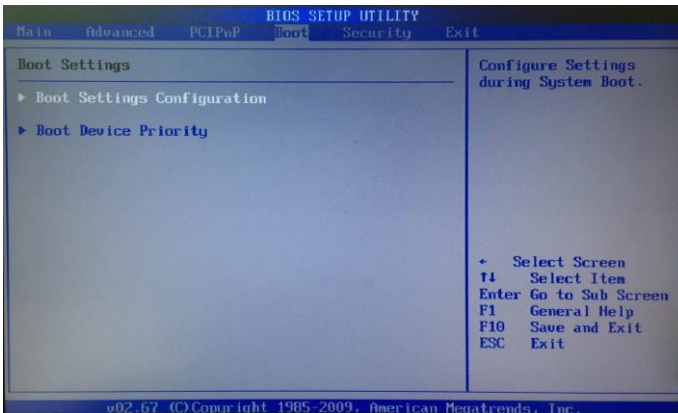 BIOS SETUP UTILITY
Main Advanced PCIPnP Boot Security Exit
Boot Settings
▶ Boot Settings Configuration
▶ Boot Device Priority
Configure Settings
during System Boot.
← Select Screen
↑↓ Select Item
Enter Go to Sub Screen
F1 General Help
F10 Save and Exit
ESC Exit
v02.67 (C)Copyright 1985-2009, American Megatrends, Inc.